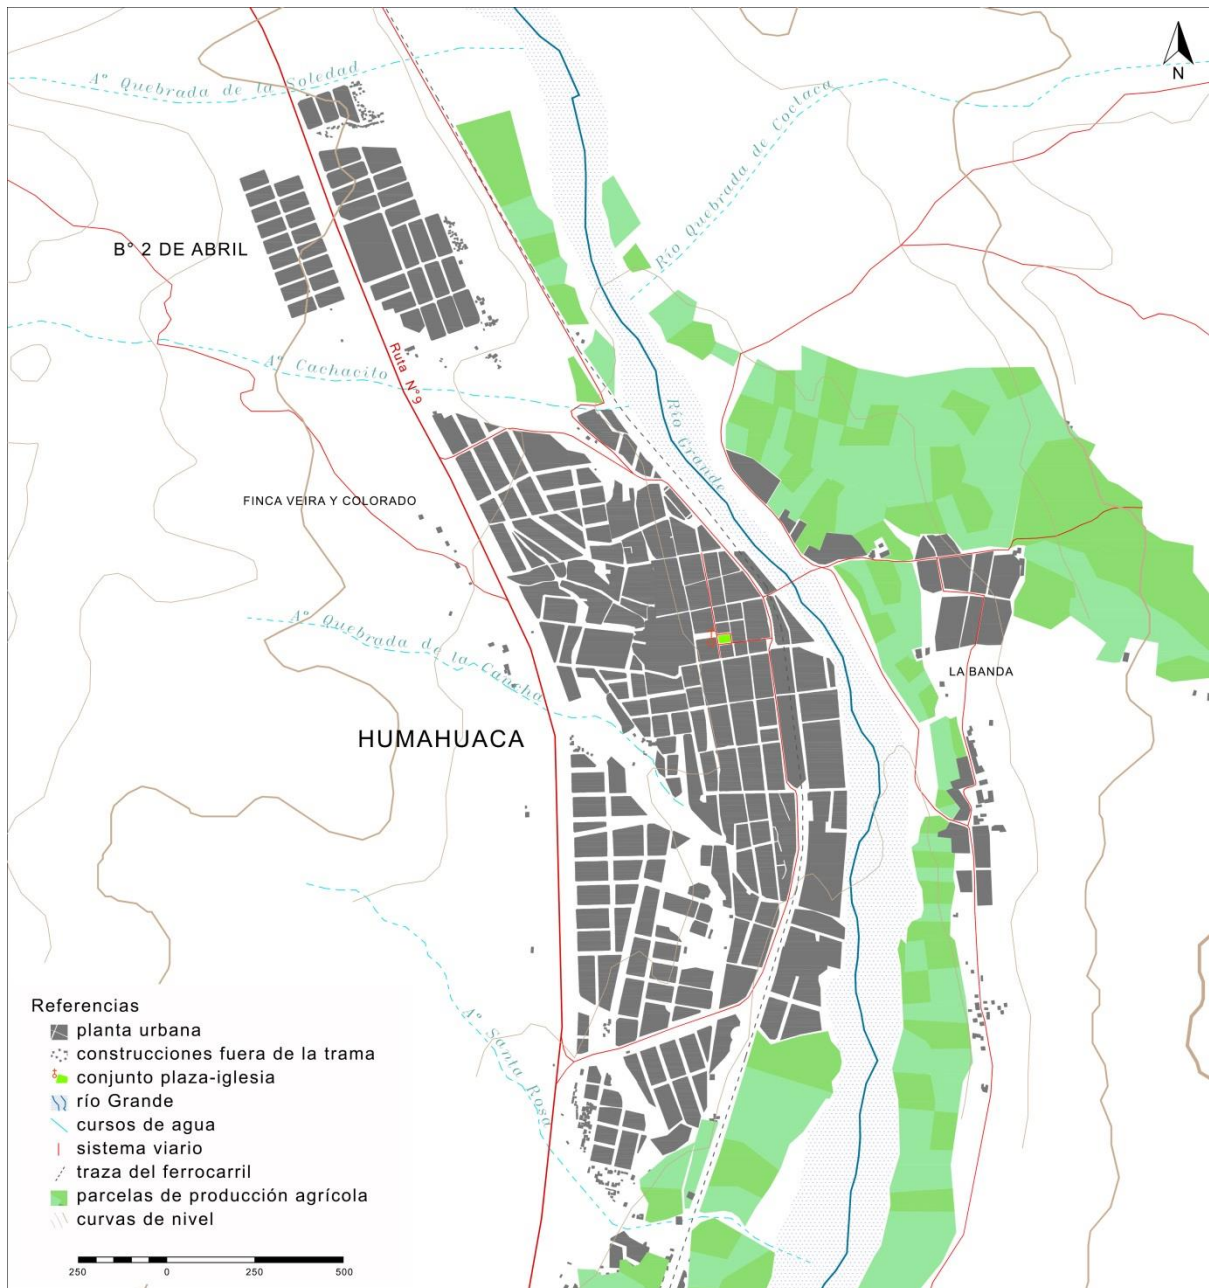 Aº Quebrada de la Soledad
N
Río Quebrada de Coctaca
Bº 2 DE ABRIL
Aº Cachacito
Ruta Nº9
Río Grande
FINCA VEIRA Y COLORADO
Aº Quebrada de la Cancha
LA BANDA
HUMAHUACA
Aº Santa Rosa
Referencias
planta urbana
construcciones fuera de la trama
conjunto plaza-iglesia
río Grande
cursos de agua
sistema viario
traza del ferrocarril
parcelas de producción agrícola
curvas de nivel
250 0 250 500